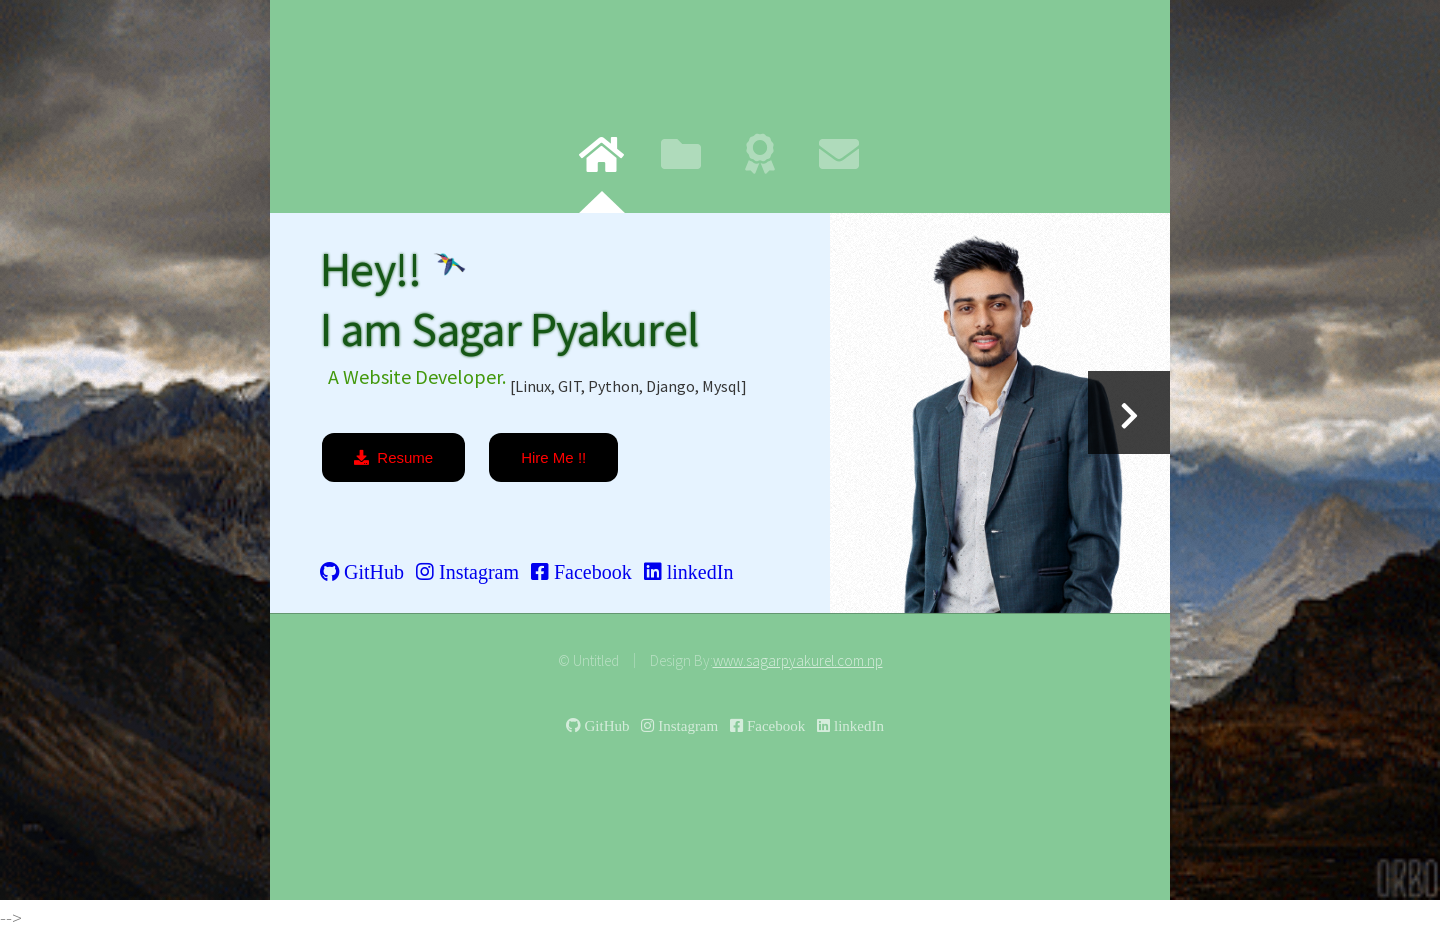 Hey!!
I am Sagar Pyakurel
A Website Developer. [Linux, GIT, Python, Django, Mysql]
Resume Hire Me !!
GitHub Instagram Facebook linkedIn
© Untitled Design By www.sagarpyakurel.com.np
GitHub Instagram Facebook linkedIn
ORBO
-->